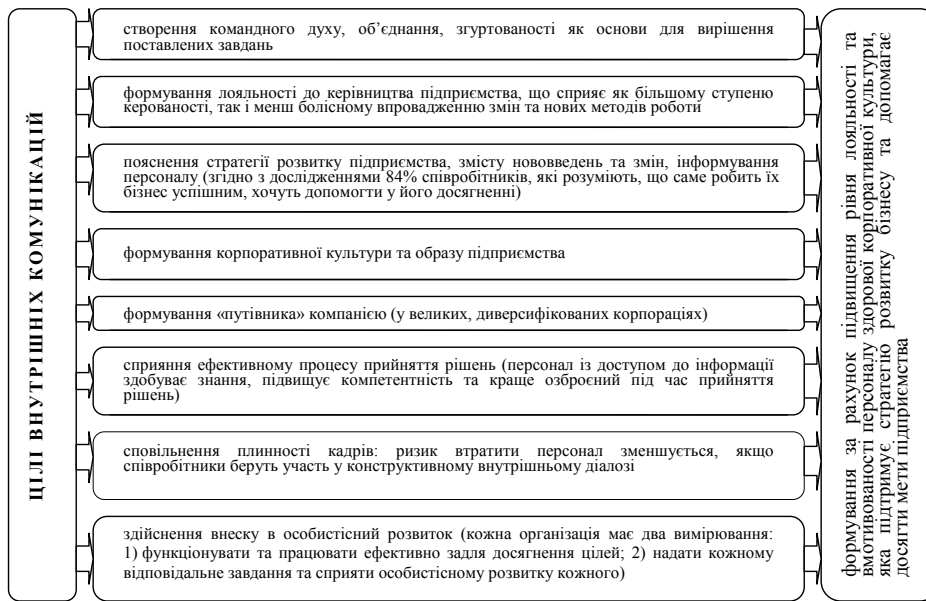 ЦІЛІ ВНУТРІШНІХ КОМУНІКАЦІЙ
створення командного духу, об’єднання, згуртованості як основи для вирішення
поставлених завдань
формування лояльності до керівництва підприємства, що сприяє як більшому ступеню
керованості, так і менш болісному впровадженню змін та нових методів роботи
пояснення стратегії розвитку підприємства, змісту нововведень та змін, інформування
персоналу (згідно з дослідженнями 84% співробітників, які розуміють, що саме робить їх
бізнес успішним, хочуть допомогти у його досягненні)
формування корпоративної культури та образу підприємства
формування «путівника» компанією (у великих, диверсифікованих корпораціях)
сприяння ефективному процесу прийняття рішень (персонал із доступом до інформації
здобуває знання, підвищує компетентність та краще озброєний під час прийняття
рішень)
сповільнення плинності кадрів: ризик втратити персонал зменшується, якщо
співробітники беруть участь у конструктивному внутрішньому діалозі
здійснення внеску в особистісний розвиток (кожна організація має два вимірювання:
1) функціонувати та працювати ефективно задля досягнення цілей; 2) надати кожному
відповідальне завдання та сприяти особистісному розвитку кожного)
формування за рахунок підвищення рівня лояльності та
вмотивованості персоналу здорової корпоративної культури,
яка підтримує стратегію розвитку бізнесу та допомагає
досягти мети підприємства